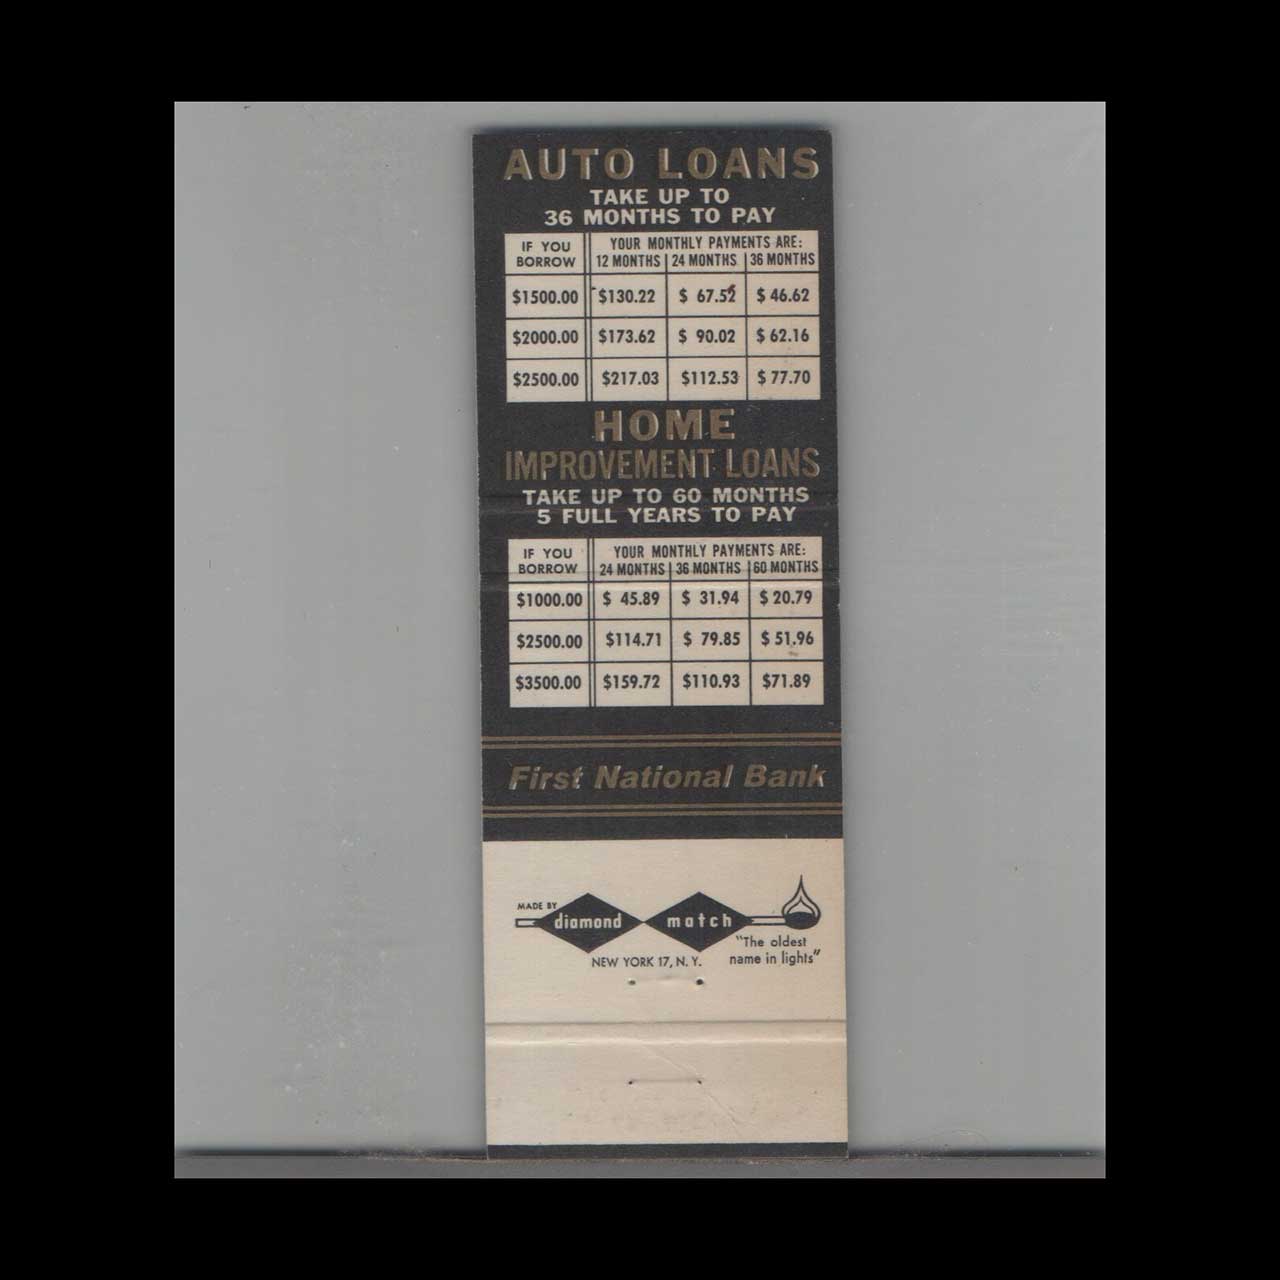 AUTO LOANS
TAKE UP TO
36 MONTHS TO PAY
IF YOU BORROW YOUR MONTHLY PAYMENTS ARE:
12 MONTHS 24 MONTHS 36 MONTHS
$1500.00 $130.22 $ 67.52 $ 46.62
$2000.00 $173.62 $ 90.02 $ 62.16
$2500.00 $217.03 $112.53 $ 77.70
HOME
IMPROVEMENT LOANS
TAKE UP TO 60 MONTHS
5 FULL YEARS TO PAY
IF YOU BORROW YOUR MONTHLY PAYMENTS ARE:
24 MONTHS 36 MONTHS 60 MONTHS
$1000.00 $ 45.89 $ 31.94 $ 20.79
$2500.00 $114.71 $ 79.85 $ 51.96
$3500.00 $159.72 $110.93 $71.89
First National Bank
MADE BY
diamond match
"The oldest
name in lights"
NEW YORK 17, N. Y.